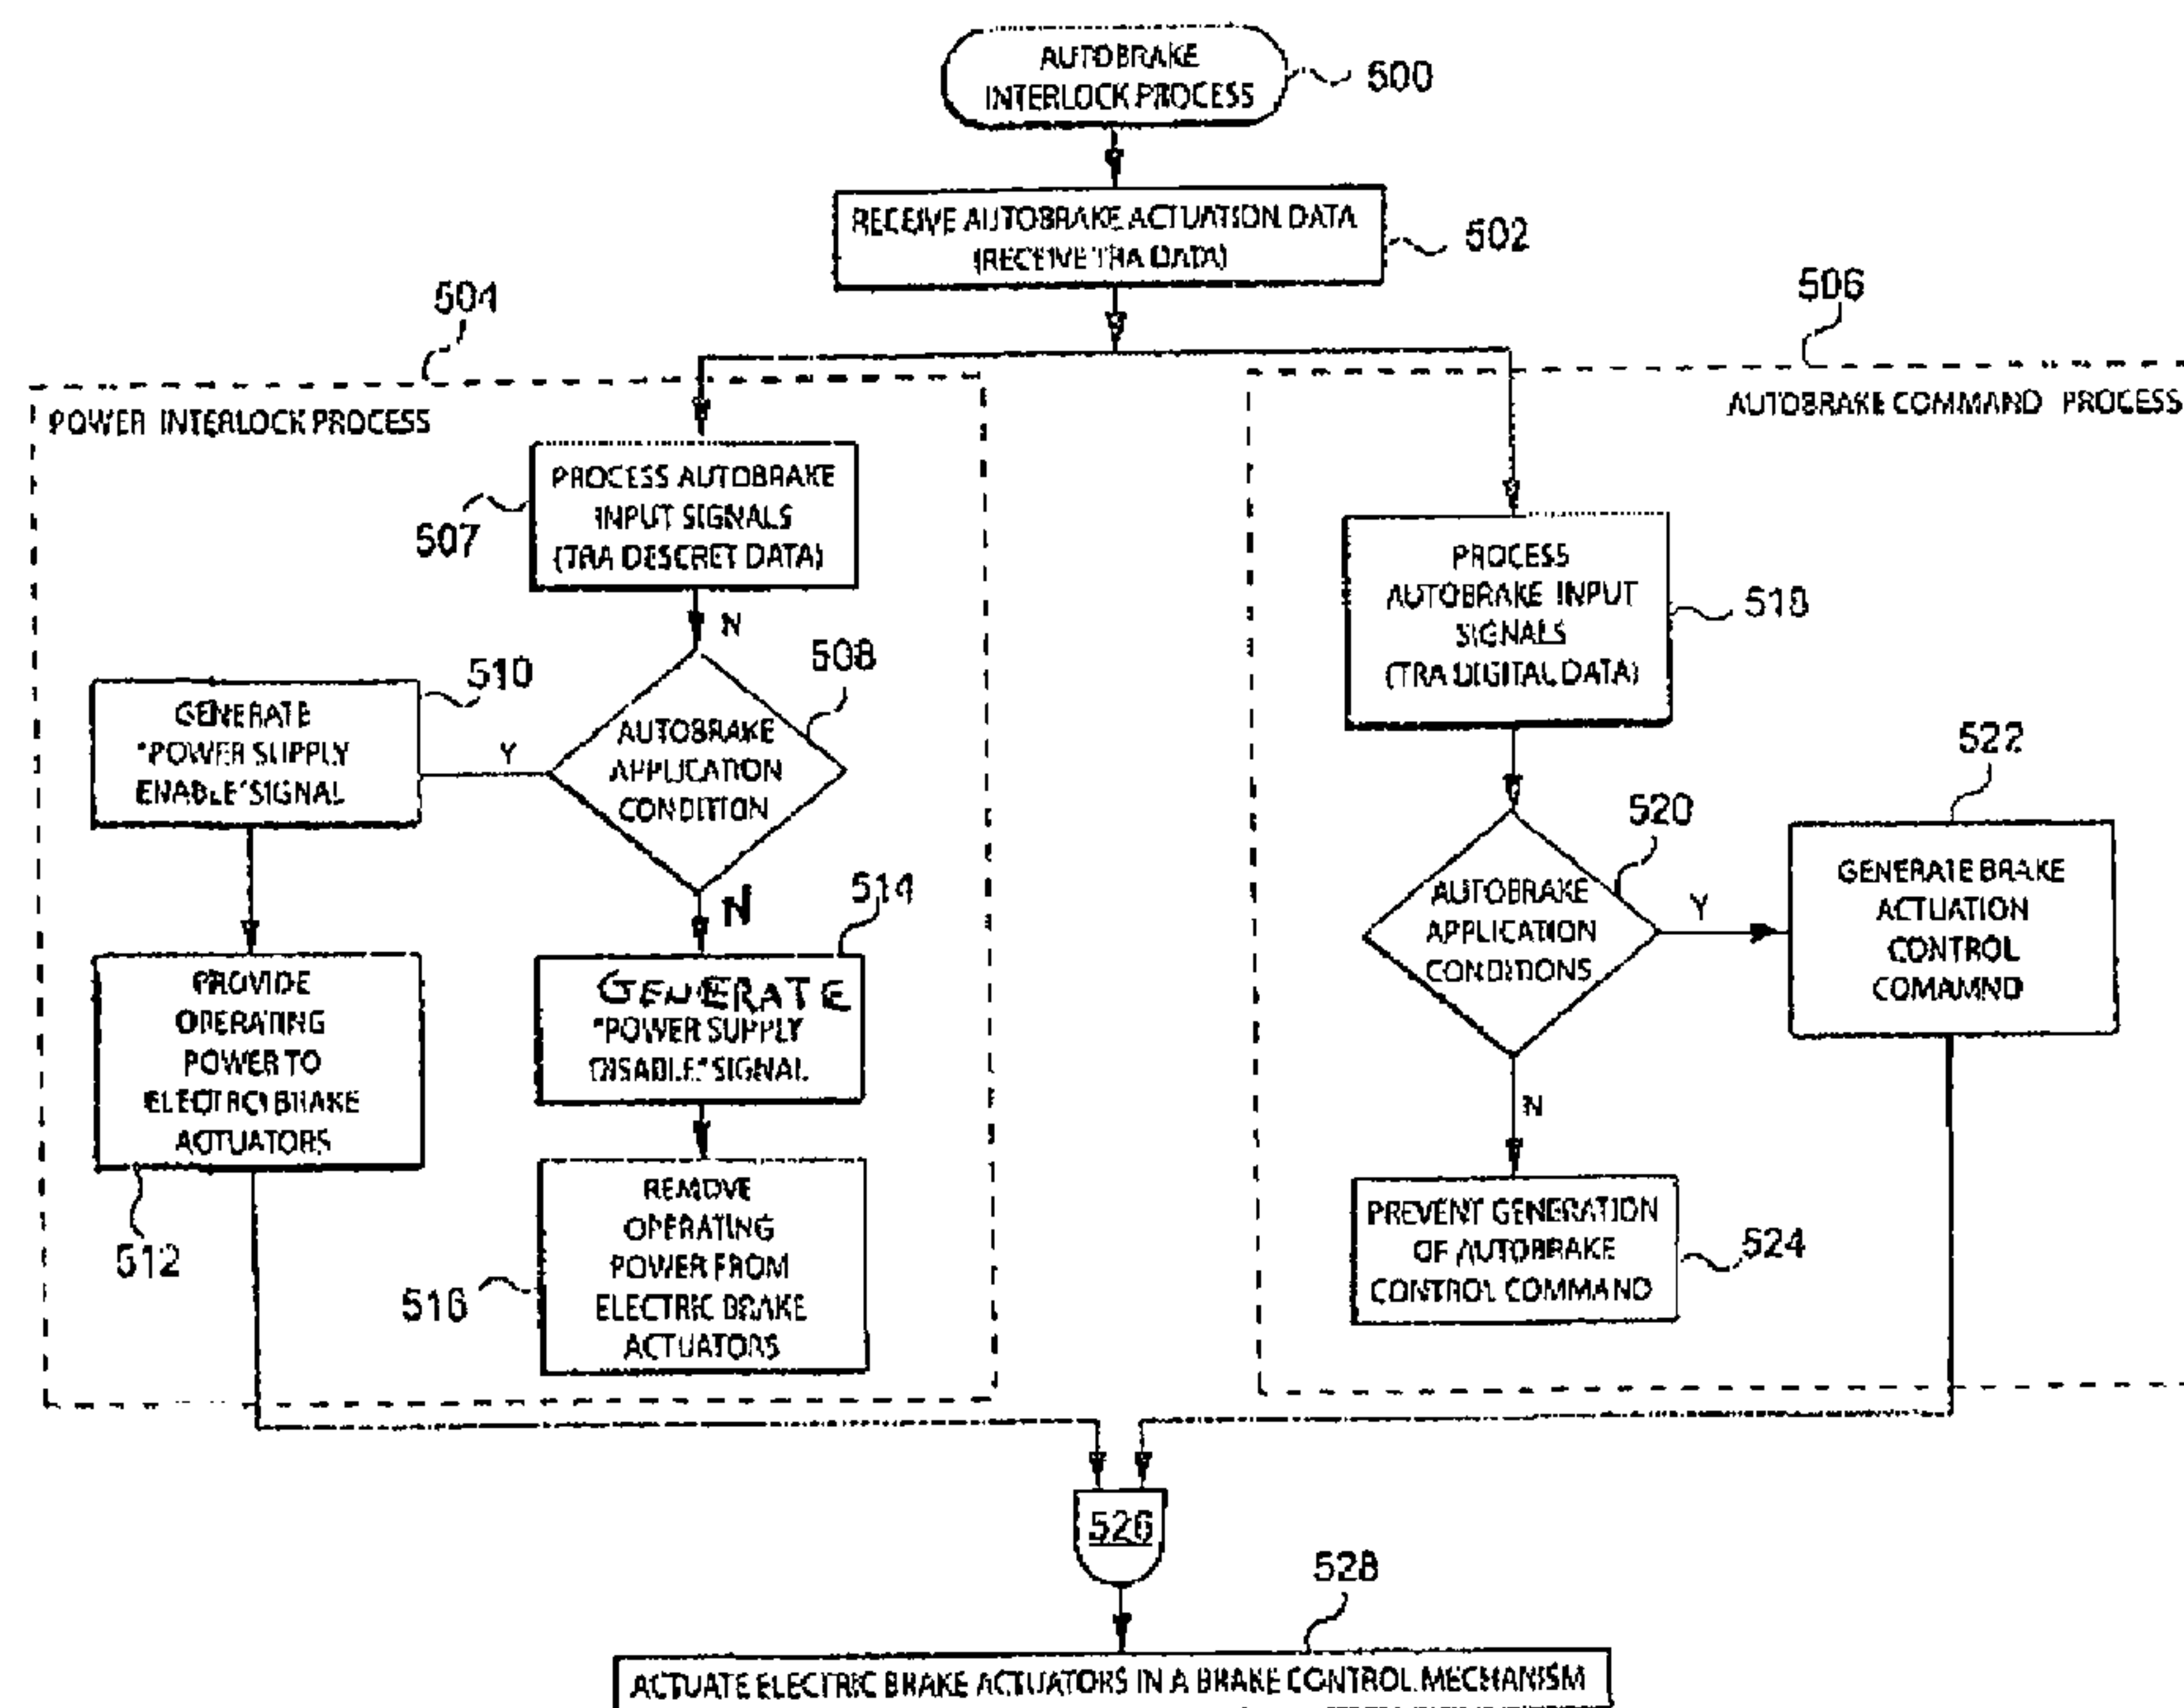 AUTOBRAKE
INTERLOCK PROCESS
500
RECEIVE AUTOBRAKE ACTUATION DATA
(RECEIVE TRA DATA)
502
504
POWER INTERLOCK PROCESS
PROCESS AUTOBRAKE
INPUT SIGNALS
(TRA DESCRET DATA)
507
N
508
AUTOBRAKE
APPLICATION
CONDITION
Y
510
GENERATE
"POWER SUPPLY
ENABLE" SIGNAL
PROVIDE
OPERATING
POWER TO
ELECTRCI BRAKE
ACTUATORS
512
N
514
GENERATE
"POWER SUPPLY
DISABLE" SIGNAL
REMOVE
OPERATING
POWER FROM
ELECTRIC BRAKE
ACTUATORS
516
506
AUTOBRAKE COMMAND PROCESS
PROCESS
AUTOBRAKE INPUT
SIGNALS
(TRA DIGITAL DATA)
518
520
AUTOBRAKE
APPLICATION
CONDITIONS
Y
522
GENERATE BRAKE
ACTUATION
CONTROL
COMAMND
N
PREVENT GENERATION
OF AUTOBRAKE
CONTROL COMMAND
524
526
528
ACTUATE ELECTRIC BRAKE ACTUATORS IN A BRAKE CONTROL MECHANISM